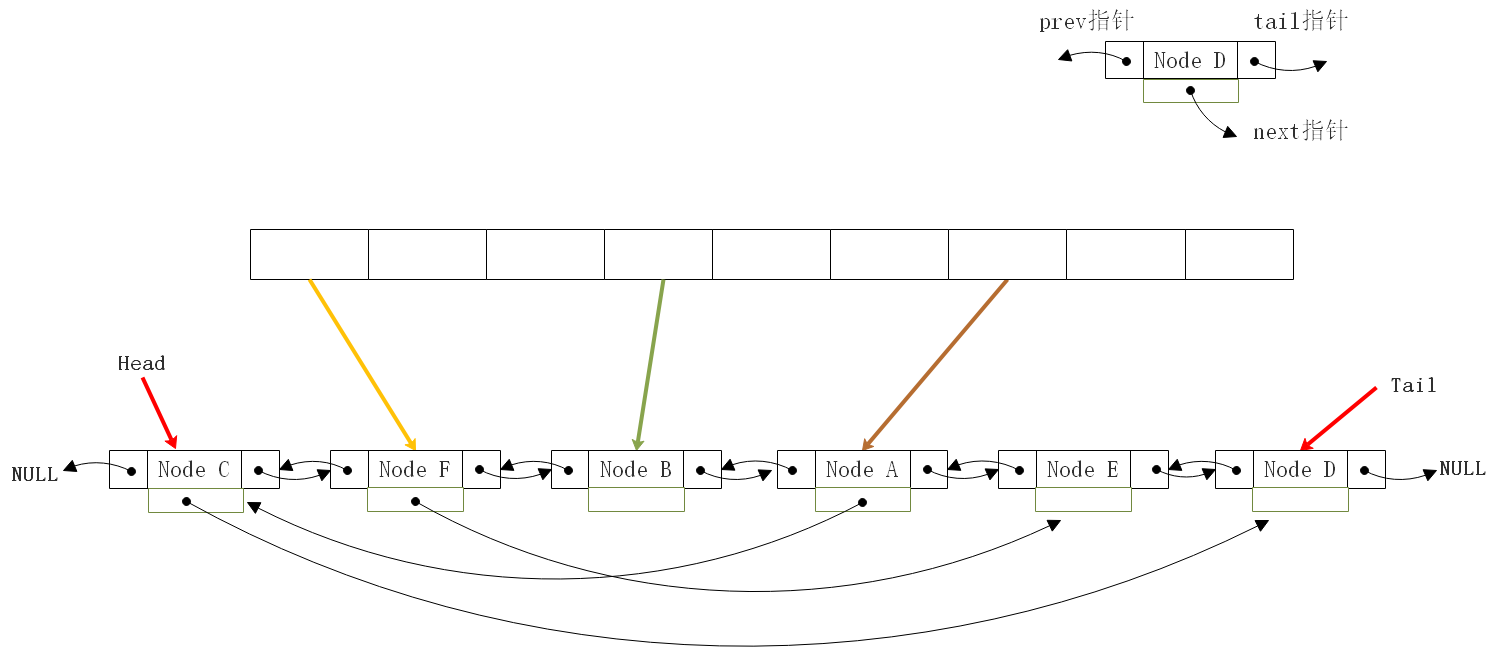 prev指针 tail指针
Node D
next指针
Head
Tail
NULL Node C Node F Node B Node A Node E Node D NULL